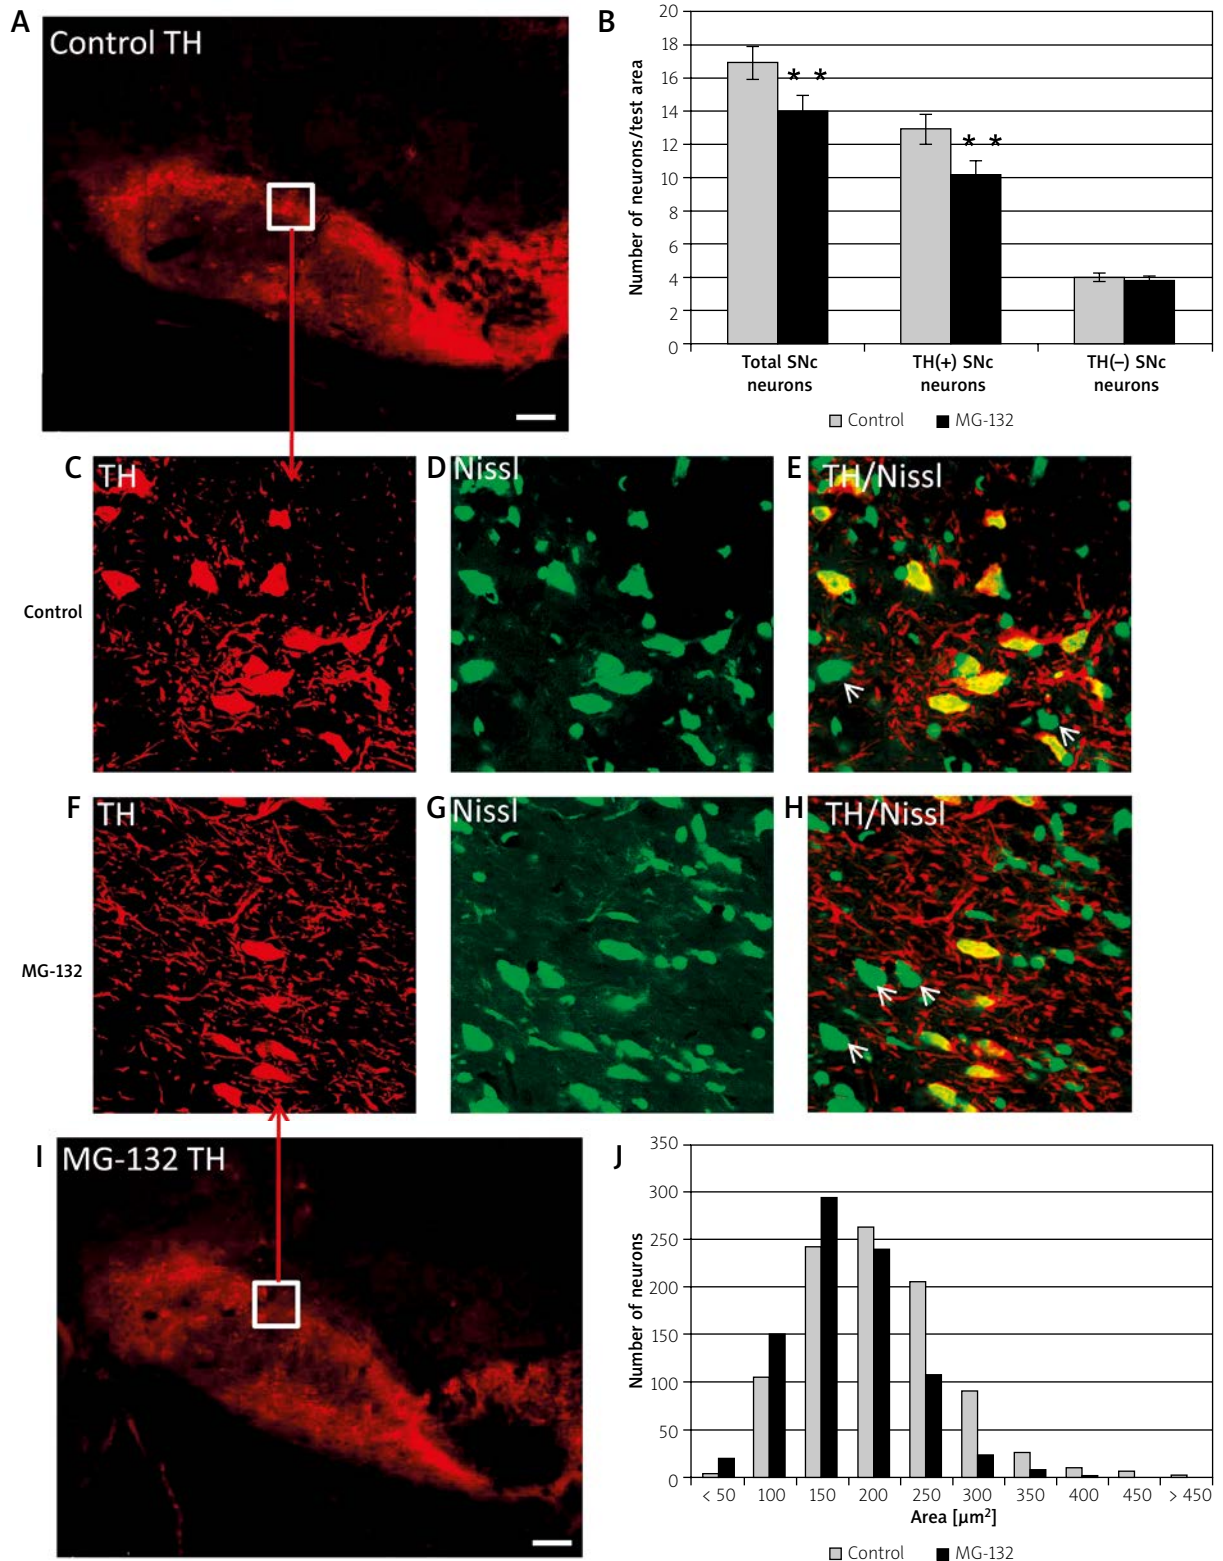 A
Control TH
B
Number of neurons/test area
20
18
16
14
12
10
8
6
4
2
0
* *
* *
Total SNc
neurons
TH(+) SNc
neurons
TH(–) SNc
neurons
Control
MG-132
C
TH
D
Nissl
E
TH/Nissl
Control
F
TH
G
Nissl
H
TH/Nissl
MG-132
I
MG-132 TH
J
Number of neurons
350
300
250
200
150
100
50
0
< 50 100 150 200 250 300 350 400 450 > 450
Area [µm²]
Control
MG-132